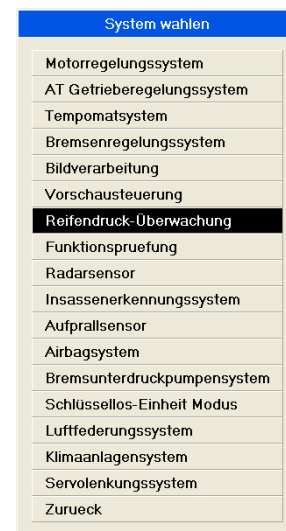 System wahlen
Motorregelungssystem
AT Getrieberegelungssystem
Tempomatsystem
Bremsenregelungssystem
Bildverarbeitung
Vorschausteuerung
Reifendruck-Überwachung
Funktionspruefung
Radarsensor
Insassenerkennungssystem
Aufprallsensor
Airbagsystem
Bremsunterdruckpumpensystem
Schlüssellos-Einheit Modus
Luftfederungssystem
Klimaanlagensystem
Servolenkungssystem
Zurueck